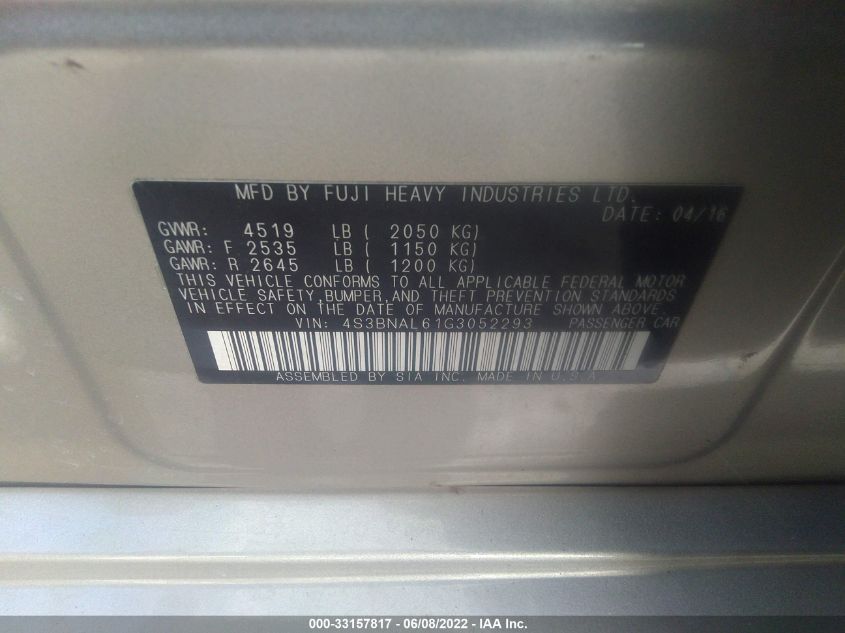 MFD BY FUJI HEAVY INDUSTRIES LTD.
DATE: 04/16
GVWR: 4519 LB ( 2050 KG)
GAWR: F 2535 LB ( 1150 KG)
GAWR: R 2645 LB ( 1200 KG)
THIS VEHICLE CONFORMS TO ALL APPLICABLE FEDERAL MOTOR
VEHICLE SAFETY,BUMPER,AND THEFT PREVENTION STANDARDS
IN EFFECT ON THE DATE OF MANUFACTURE SHOWN ABOVE.
VIN: 4S3BNAL61G3052293 PASSENGER CAR
ASSEMBLED BY SIA INC. MADE IN U.S.A.
000-33157817 - 06/08/2022 - IAA Inc.